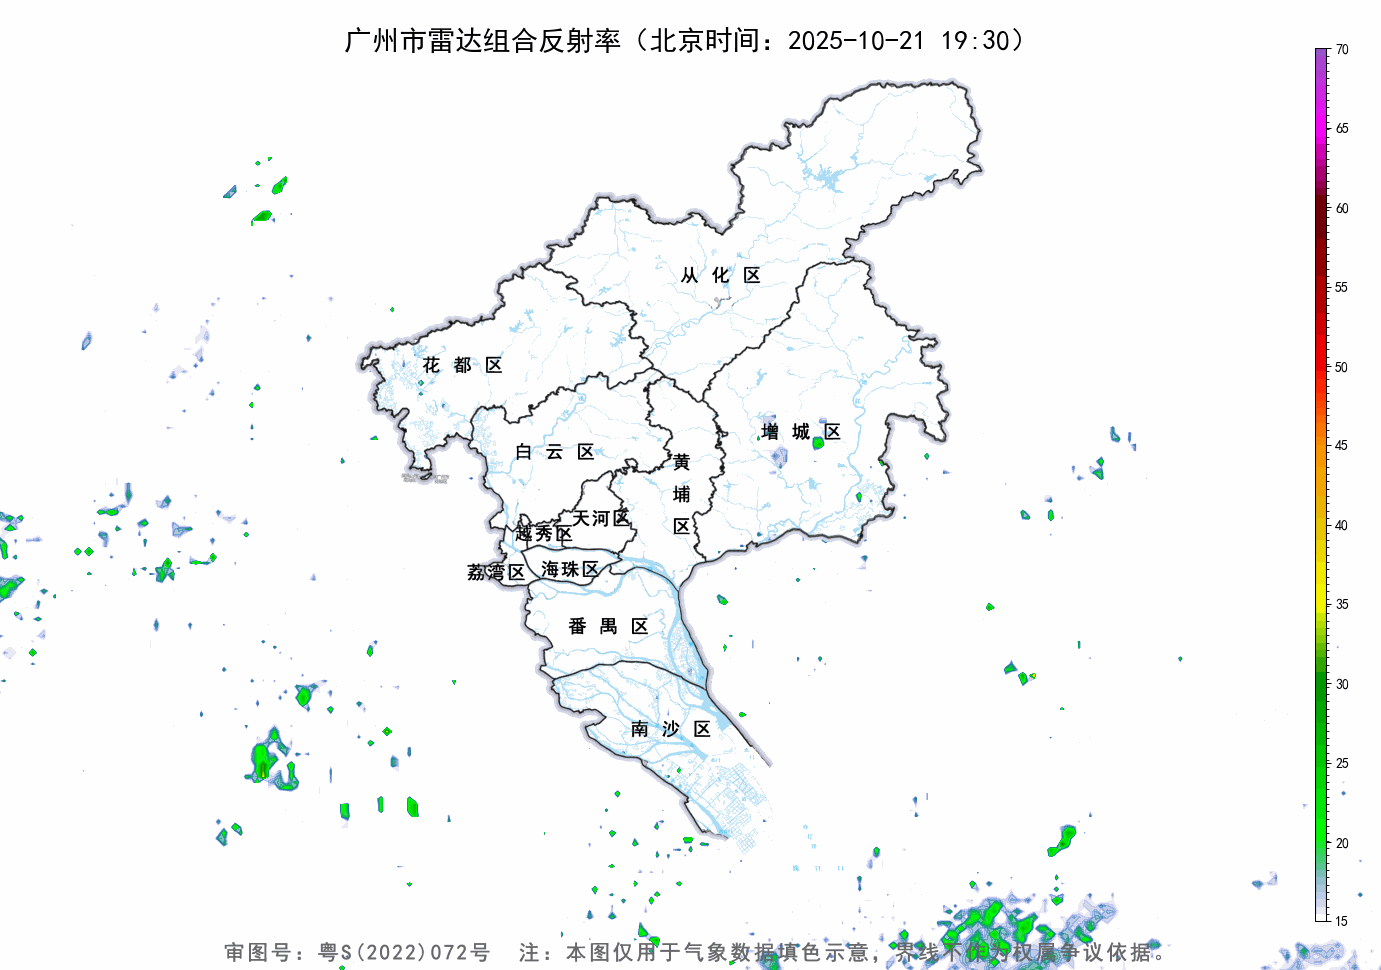 广州市雷达组合反射率（北京时间：2025-10-21 19:30）
70
65
60
55
50
45
40
35
30
25
20
15
从化区
花都区
增城区
白云区
黄埔区
天河区
越秀区
荔湾区
海珠区
番禺区
南沙区
审图号：粤S(2022)072号 注：本图仅用于气象数据填色示意，界线不作为权属争议依据。